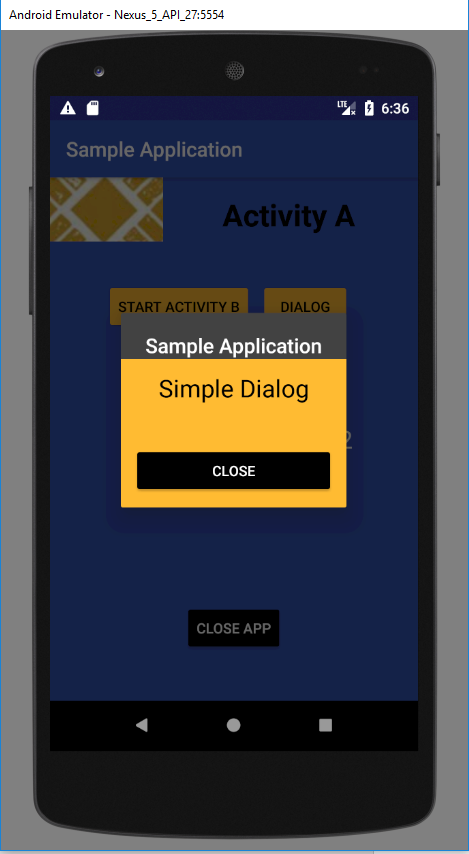 Android Emulator - Nexus_5_API_27:5554
LTE 6:36
Sample Application
Activity A
START ACTIVITY B DIALOG
Sample Application
Simple Dialog
CLOSE
CLOSE APP